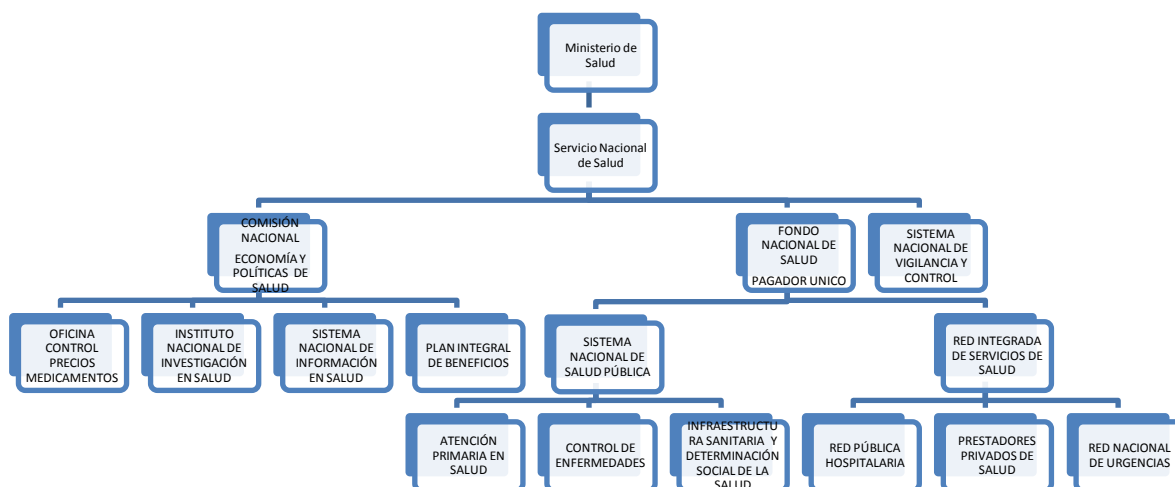 Ministerio de
Salud
Servicio Nacional
de Salud
COMISIÓN
NACIONAL
ECONOMÍA Y
POLÍTICAS DE
SALUD
FONDO
NACIONAL DE
SALUD
PAGADOR UNICO
SISTEMA
NACIONAL DE
VIGILANCIA Y
CONTROL
OFICINA
CONTROL
PRECIOS
MEDICAMENTOS
INSTITUTO
NACIONAL DE
INVESTIGACIÓN
EN SALUD
SISTEMA
NACIONAL DE
INFORMACIÓN
EN SALUD
PLAN INTEGRAL
DE BENEFICIOS
SISTEMA
NACIONAL DE
SALUD PÚBLICA
RED INTEGRADA
DE SERVICIOS DE
SALUD
ATENCIÓN
PRIMARIA EN
SALUD
CONTROL DE
ENFERMEDADES
INFRAESTRUCTU
RA SANITARIA Y
DETERMINACIÓN
SOCIAL DE LA
SALUD
RED PÚBLICA
HOSPITALARIA
PRESTADORES
PRIVADOS DE
SALUD
RED NACIONAL
DE URGENCIAS